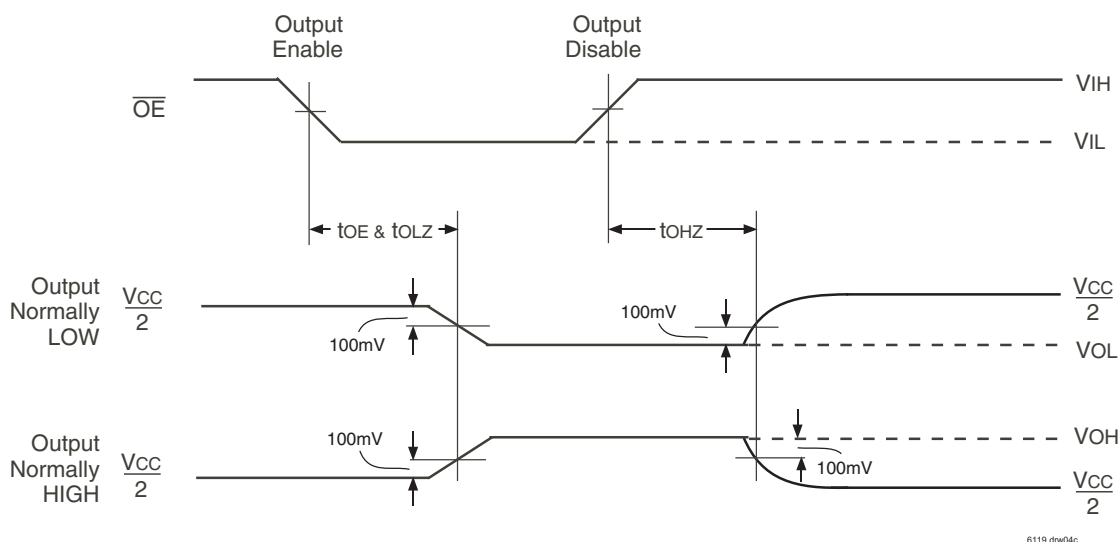 Output
Enable
Output
Disable
OE
VIH
VIL
tOE & tOLZ
tOHZ
Output
Normally
LOW
VCC
2
100mV
100mV
VCC
2
VOL
Output
Normally
HIGH
VCC
2
100mV
100mV
VOH
VCC
2
6119 drw04c